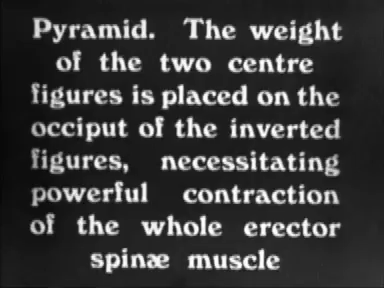 Pyramid. The weight
of the two centre
figures is placed on the
occiput of the inverted
figures, necessitating
powerful contraction
of the whole erector
spinæ muscle